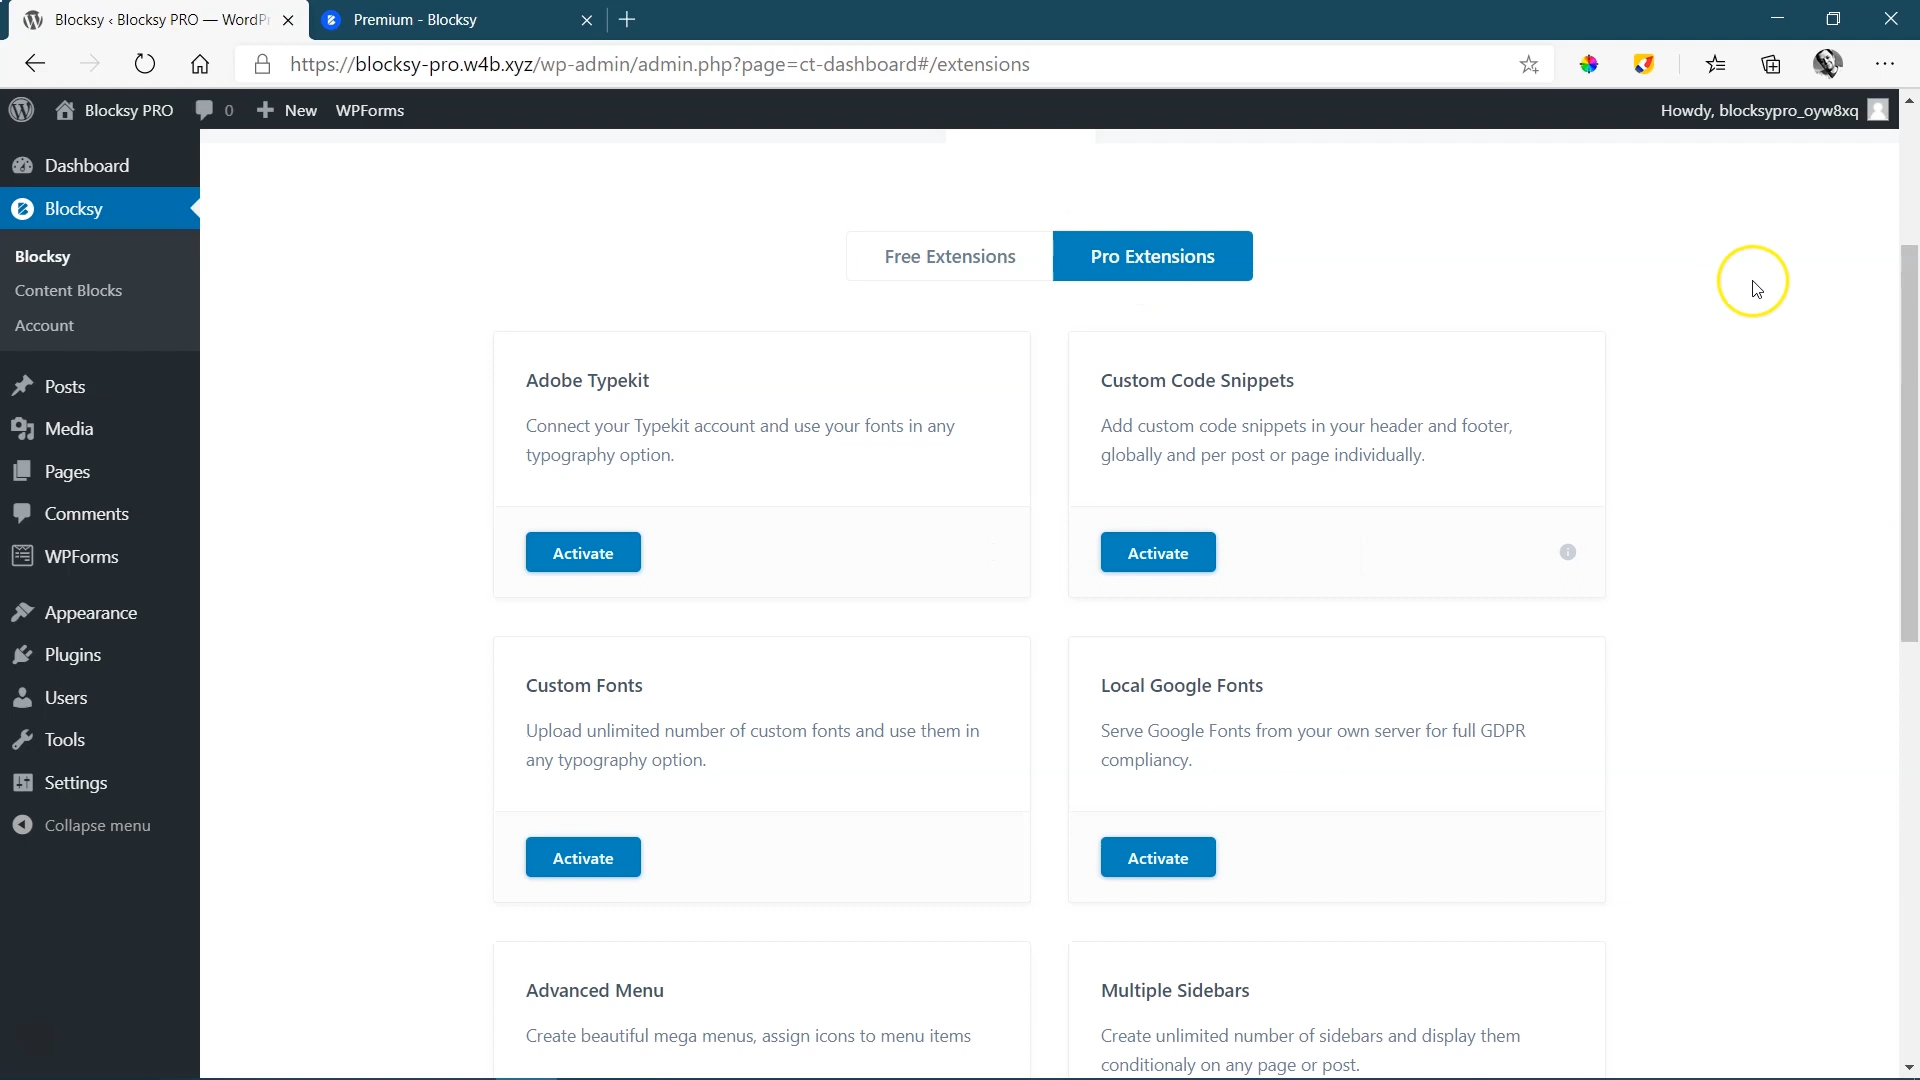 Blocksy ‹ Blocksy PRO — WordPr
Premium - Blocksy
https://blocksy-pro.w4b.xyz/wp-admin/admin.php?page=ct-dashboard#/extensions
Blocksy PRO
0
New
WPForms
Howdy, blocksypro_oyw8xq
Dashboard
Blocksy
Blocksy
Content Blocks
Account
Posts
Media
Pages
Comments
WPForms
Appearance
Plugins
Users
Tools
Settings
Collapse menu
Free Extensions
Pro Extensions
Adobe Typekit
Connect your Typekit account and use your fonts in any
typography option.
Activate
Custom Code Snippets
Add custom code snippets in your header and footer,
globally and per post or page individually.
Activate
Custom Fonts
Upload unlimited number of custom fonts and use them in
any typography option.
Activate
Local Google Fonts
Serve Google Fonts from your own server for full GDPR
compliancy.
Activate
Advanced Menu
Create beautiful mega menus, assign icons to menu items
Multiple Sidebars
Create unlimited number of sidebars and display them
conditionaly on any page or post.